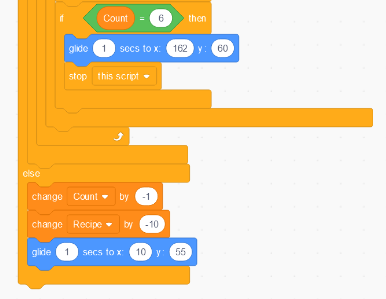 if Count = 6 then
glide 1 secs to x: 162 y: 60
stop this script
else
change Count by -1
change Recipe by -10
glide 1 secs to x: 10 y: 55